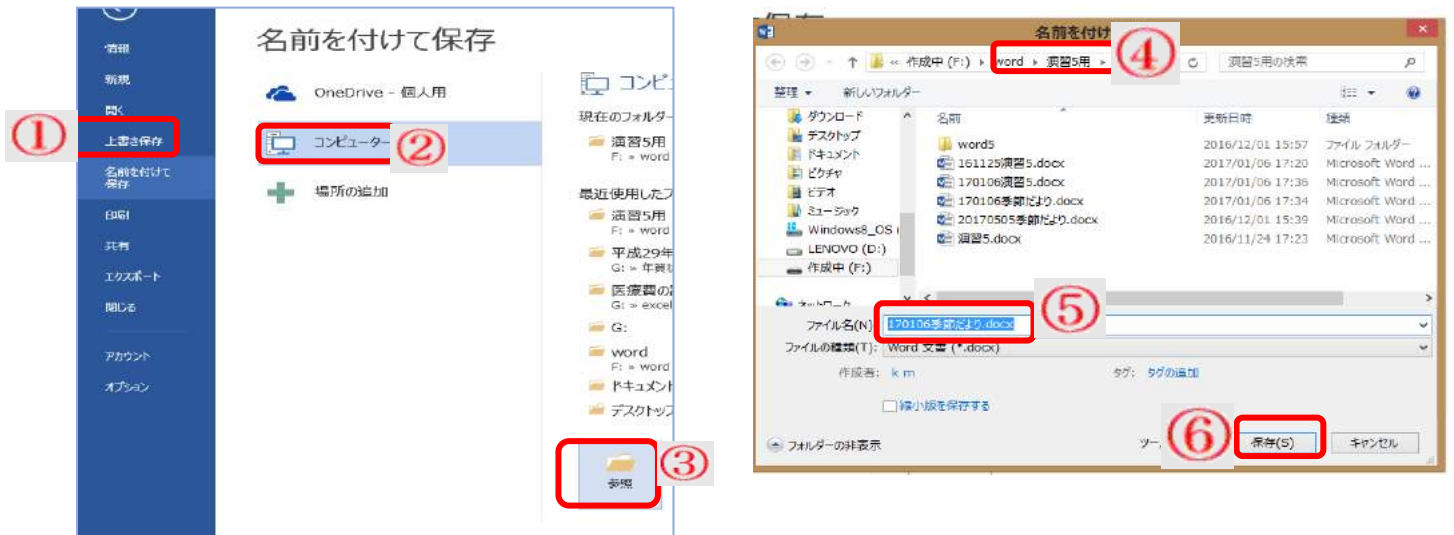 名前を付けて保存
情報
新規
開く
①
上書き保存
名前を付けて
保存
印刷
共有
エクスポート
閉じる
アカウント
オプション
OneDrive - 個人用
コンピューター
②
場所の追加
コンピ
現在のフォルダー
演習5用
F: » word
最近使用したフ
演習5用
F: » word
平成29年
G: » 年賀
医療費の
G: » excel
G:
word
F: » word
ドキュメント
デスクトップ
③
参照
名前を付け
④
« 作成中 (F:) › word › 演習5用 ›
演習5用の検索
整理
新しいフォルダー
ダウンロード
デスクトップ
ドキュメント
ピクチャ
ビデオ
ミュージック
Windows8_OS (
LENOVO (D:)
作成中 (F:)
ネットワーク
名前 更新日時 種類
word5 2016/12/01 15:57 ファイル フォルダー
161125演習5.docx 2017/01/06 17:20 Microsoft Word ...
170106演習5.docx 2017/01/06 17:36 Microsoft Word ...
170106季節だより.docx 2017/01/06 17:34 Microsoft Word ...
20170505季節だより.docx 2016/12/01 15:39 Microsoft Word ...
演習5.docx 2016/11/24 17:23 Microsoft Word ...
⑤
ファイル名(N): 170106季節だより.docx
ファイルの種類(T): Word 文書 (*.docx)
作成者: k m
タグ: タグの追加
縮小版を保存する
フォルダーの非表示
ツー
⑥
保存(S)
キャンセル